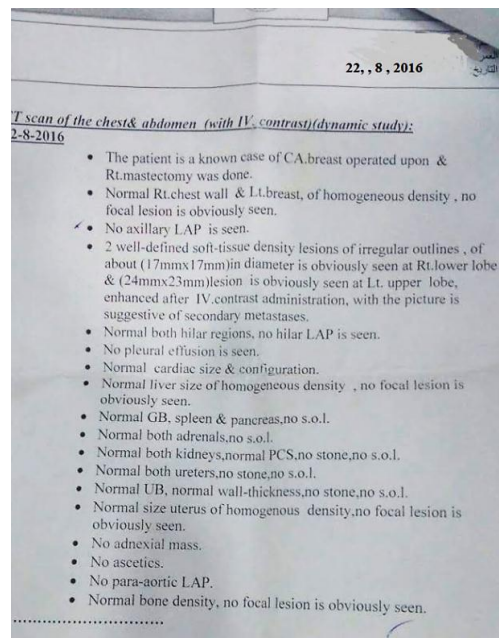 العمر
التاريخ
22, , 8 , 2016
T scan of the chest& abdomen (with IV. contrast)(dynamic study):
2-8-2016
• The patient is a known case of CA.breast operated upon &
Rt.mastectomy was done.
• Normal Rt.chest wall & Lt.breast, of homogeneous density , no
focal lesion is obviously seen.
• No axillary LAP is seen.
• 2 well-defined soft-tissue density lesions of irregular outlines , of
about (17mmx17mm)in diameter is obviously seen at Rt.lower lobe
& (24mmx23mm)lesion is obviously seen at Lt. upper lobe,
enhanced after IV.contrast administration, with the picture is
suggestive of secondary metastases.
• Normal both hilar regions, no hilar LAP is seen.
• No pleural effusion is seen.
• Normal cardiac size & configuration.
• Normal liver size of homogeneous density , no focal lesion is
obviously seen.
• Normal GB, spleen & pancreas,no s.o.l.
• Normal both adrenals,no s.o.l.
• Normal both kidneys,normal PCS,no stone,no s.o.l.
• Normal both ureters,no stone,no s.o.l.
• Normal UB, normal wall-thickness,no stone,no s.o.l.
• Normal size uterus of homogenous density,no focal lesion is
obviously seen.
• No adnexial mass.
• No ascetics.
• No para-aortic LAP.
• Normal bone density, no focal lesion is obviously seen.
..............................